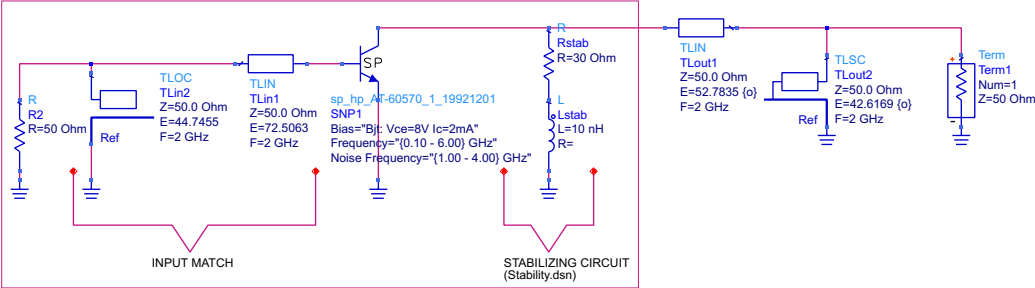 R
R2
R=50 Ohm
TLOC
TLin2
Z=50.0 Ohm
E=44.7455
F=2 GHz
Ref
TLIN
TLin1
Z=50.0 Ohm
E=72.5063
F=2 GHz
SP
sp_hp_AT-60570_1_19921201
SNP1
Bias="Bjt: Vce=8V Ic=2mA"
Frequency="{0.10 - 6.00} GHz"
Noise Frequency="{1.00 - 4.00} GHz"
R
Rstab
R=30 Ohm
L
Lstab
L=10 nH
R=
TLIN
TLout1
Z=50.0 Ohm
E=52.7835 {o}
F=2 GHz
TLSC
TLout2
Z=50.0 Ohm
E=42.6169 {o}
F=2 GHz
Ref
Term
Term1
Num=1
Z=50 Ohm
INPUT MATCH
STABILIZING CIRCUIT
(Stability.dsn)